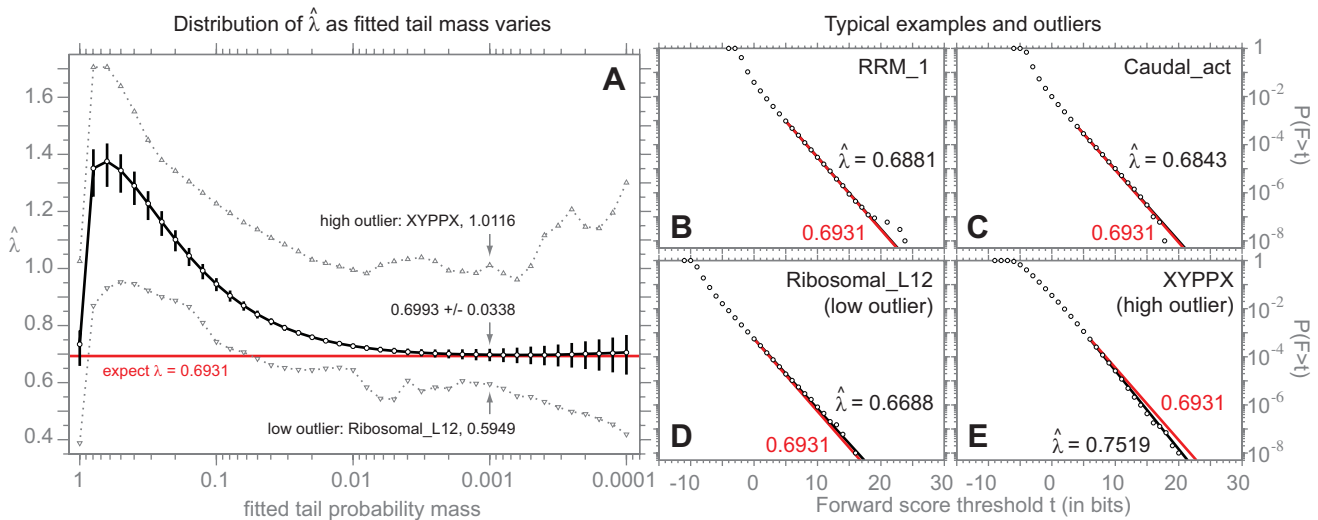 Distribution of λ̂ as fitted tail mass varies
Typical examples and outliers
A
λ̂
1.6
1.4
1.2
1.0
0.8
0.6
0.4
high outlier: XYPPX, 1.0116
0.6993 +/- 0.0338
expect λ = 0.6931
low outlier: Ribosomal_L12, 0.5949
1 0.1 0.01 0.001 0.0001
fitted tail probability mass
RRM_1
λ̂ = 0.6881
0.6931
B
Caudal_act
λ̂ = 0.6843
0.6931
C
1
10⁻²
10⁻⁴
10⁻⁶
10⁻⁸
P(F>t)
Ribosomal_L12
(low outlier)
λ̂ = 0.6688
0.6931
D
XYPPX
(high outlier)
0.6931
λ̂ = 0.7519
E
1
10⁻²
10⁻⁴
10⁻⁶
10⁻⁸
P(F>t)
-10 0 10 20 -10 0 10 20 30
Forward score threshold t (in bits)